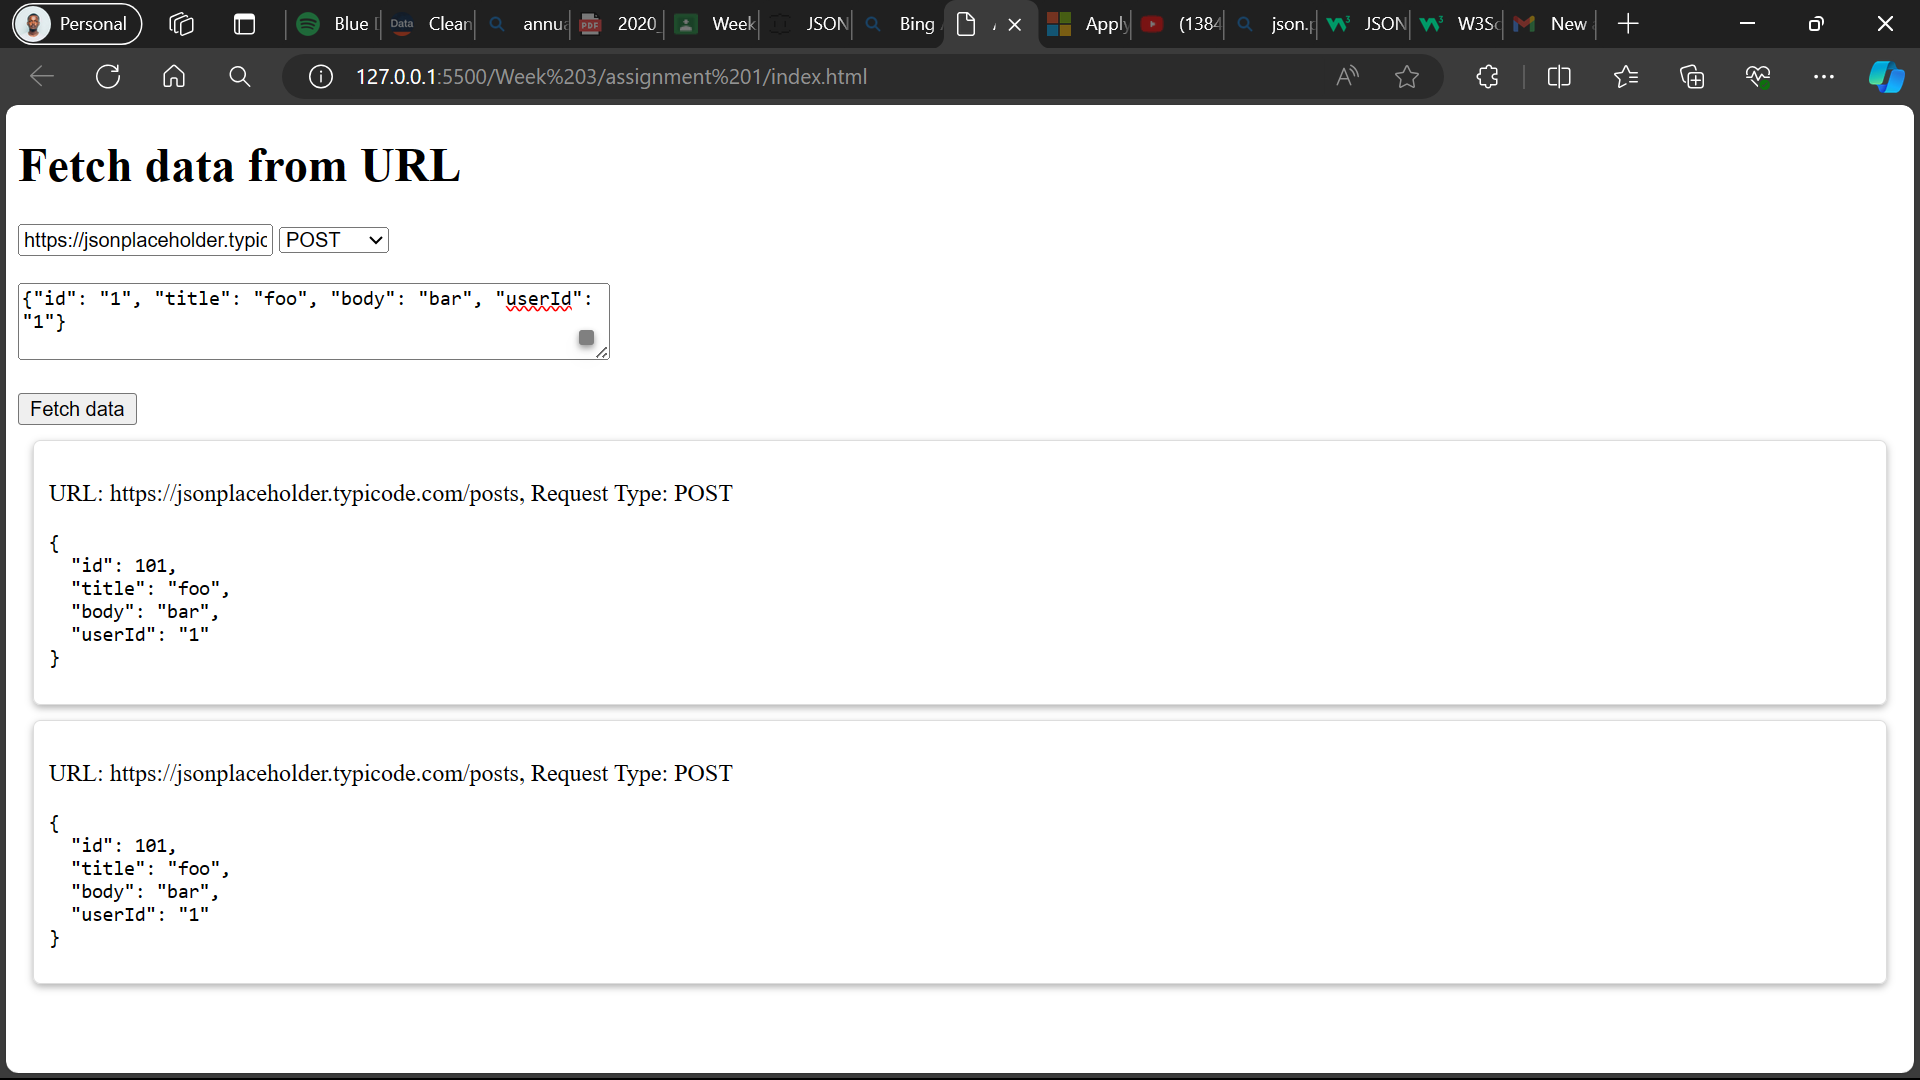 Personal
Blue
Data Clean
annu
PDF 2020_
Week
JSON
Bing
Apply
(1384
json.p
JSON
W3Sc
New
127.0.0.1:5500/Week%203/assignment%201/index.html
Fetch data from URL
https://jsonplaceholder.typic POST
{"id": "1", "title": "foo", "body": "bar", "userId":
"1"}
Fetch data
URL: https://jsonplaceholder.typicode.com/posts, Request Type: POST
{
"id": 101,
"title": "foo",
"body": "bar",
"userId": "1"
}
URL: https://jsonplaceholder.typicode.com/posts, Request Type: POST
{
"id": 101,
"title": "foo",
"body": "bar",
"userId": "1"
}